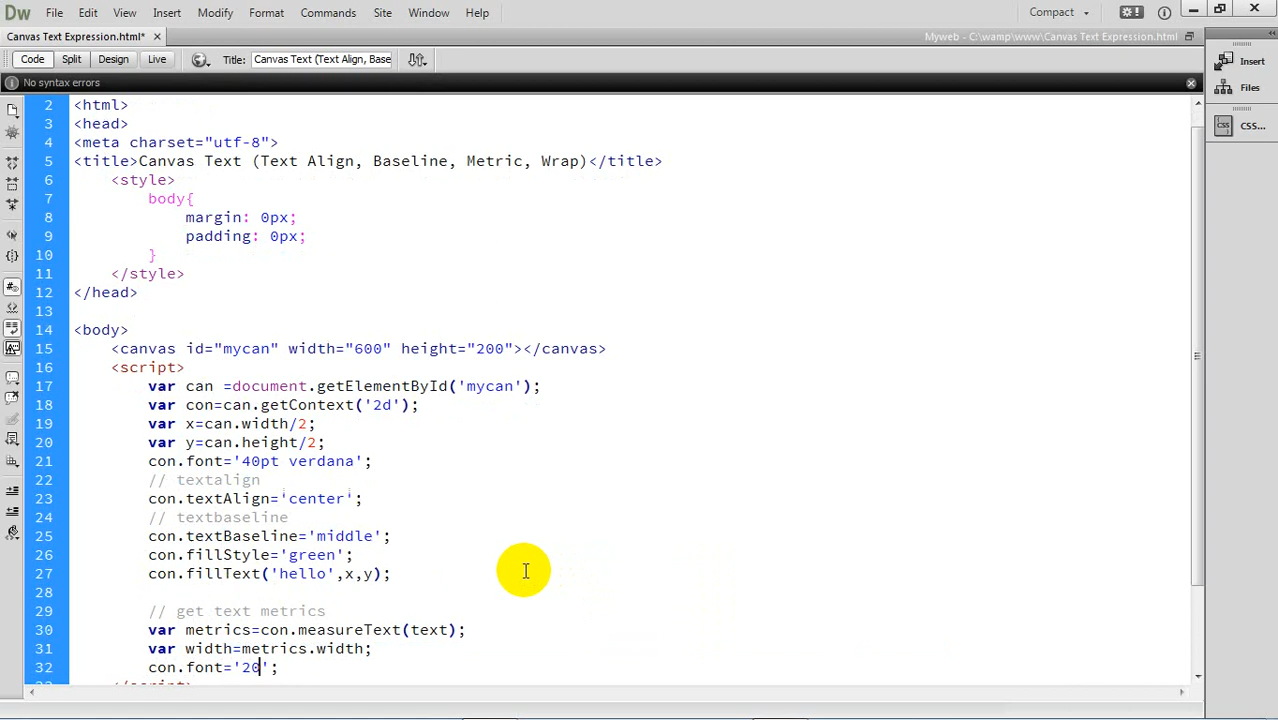 Dw File Edit View Insert Modify Format Commands Site Window Help Compact
Canvas Text Expression.html* Myweb - C:\wamp\www\Canvas Text Expression.html
Code Split Design Live Title: Canvas Text (Text Align, Base
No syntax errors
Insert
Files
CSS...
2 <html>
3 <head>
4 <meta charset="utf-8">
5 <title>Canvas Text (Text Align, Baseline, Metric, Wrap)</title>
6 <style>
7 body{
8 margin: 0px;
9 padding: 0px;
10 }
11 </style>
12 </head>
13
14 <body>
15 <canvas id="mycan" width="600" height="200"></canvas>
16 <script>
17 var can =document.getElementById('mycan');
18 var con=can.getContext('2d');
19 var x=can.width/2;
20 var y=can.height/2;
21 con.font='40pt verdana';
22 // textalign
23 con.textAlign='center';
24 // textbaseline
25 con.textBaseline='middle';
26 con.fillStyle='green';
27 con.fillText('hello',x,y);
28
29 // get text metrics
30 var metrics=con.measureText(text);
31 var width=metrics.width;
32 con.font='20';
</script>